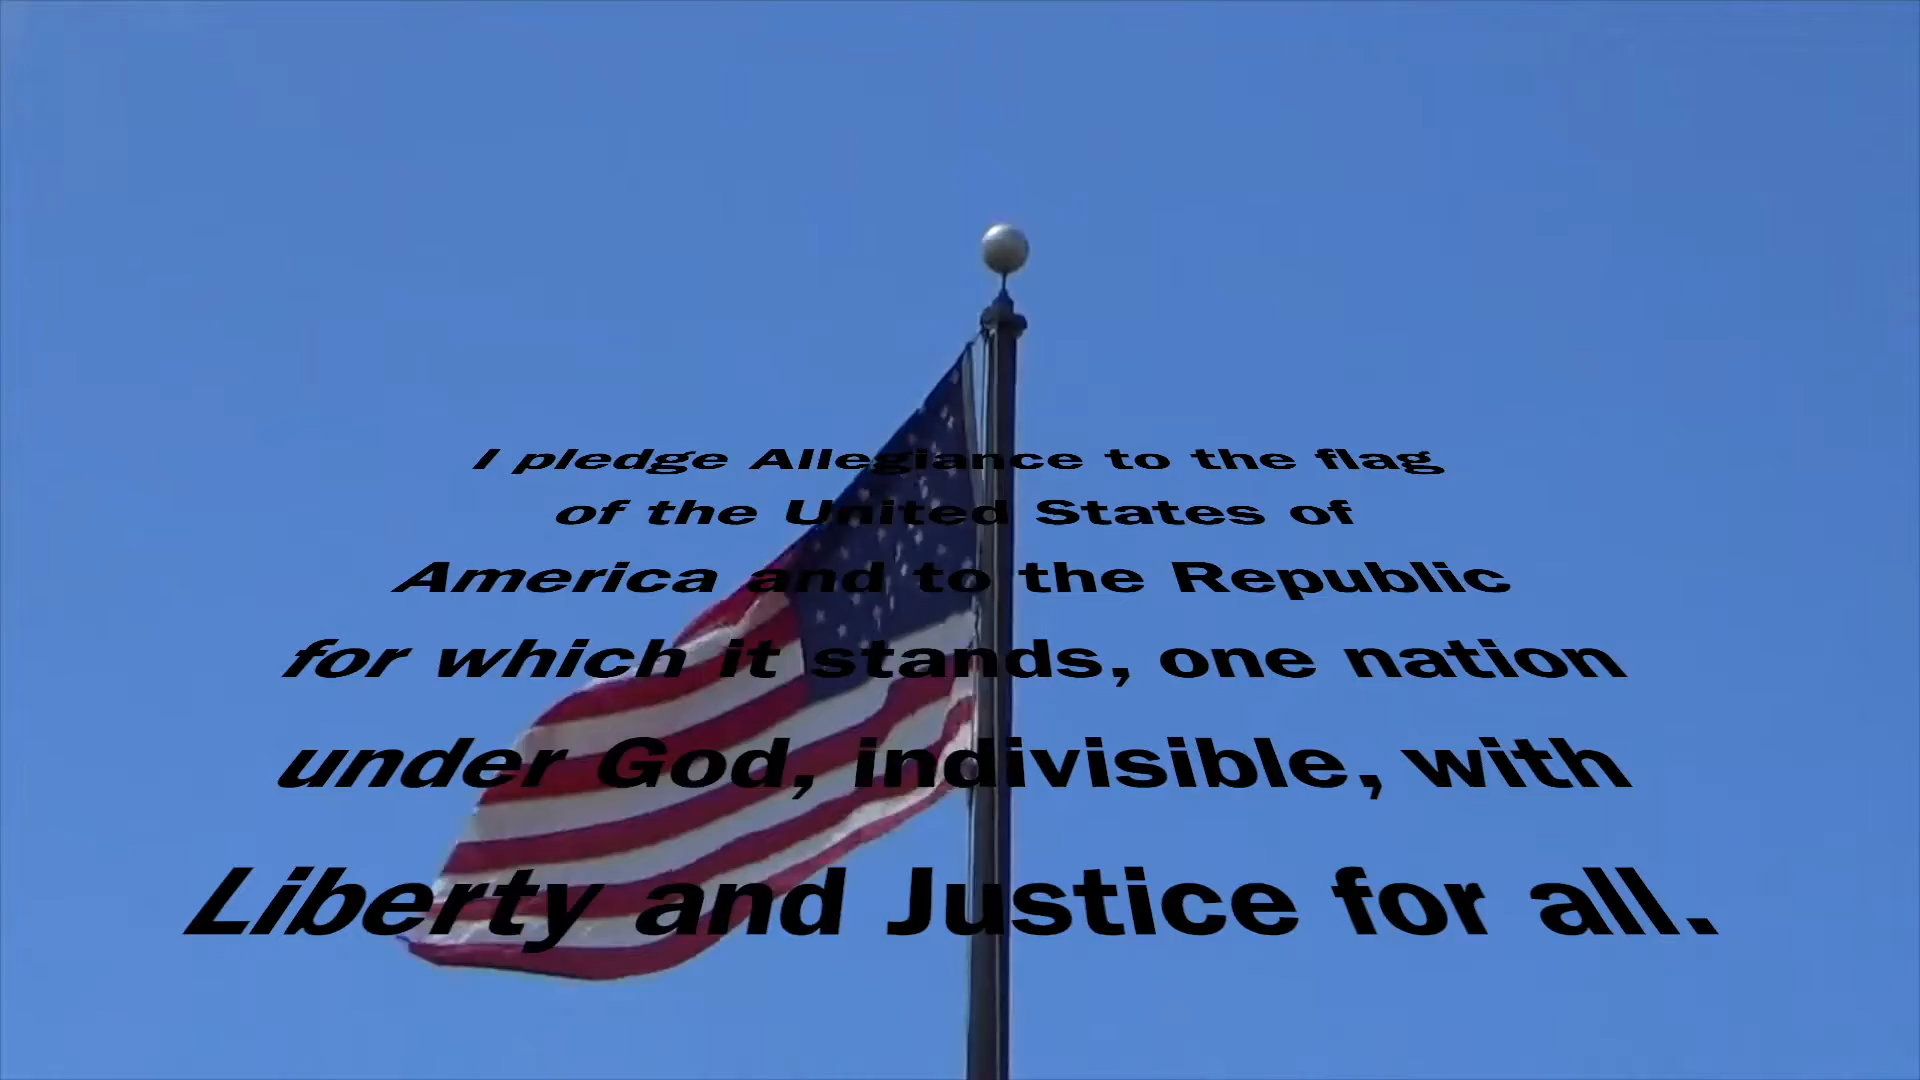 I pledge Allegiance to the flag
of the United States of
America and to the Republic
for which it stands, one nation
under God, indivisible, with
Liberty and Justice for all.